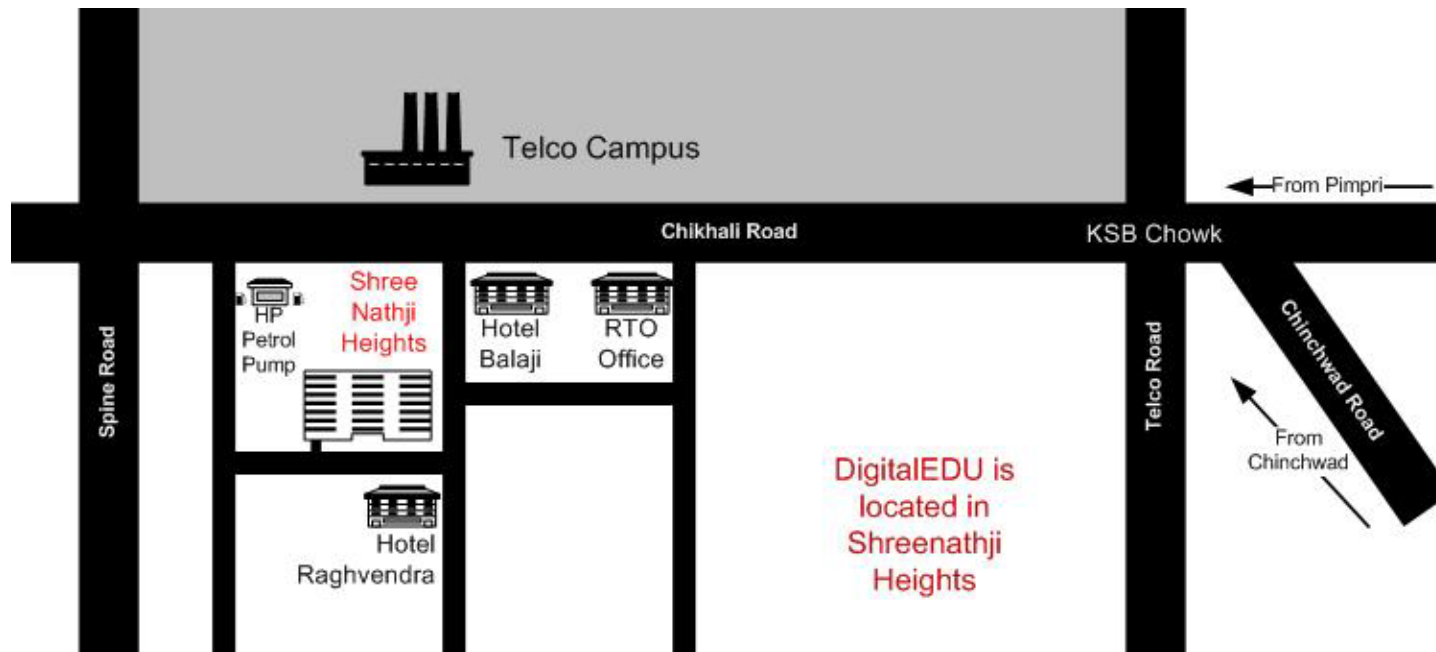 Telco Campus
From Pimpri
Chikhali Road
KSB Chowk
Shree
Nathji
Heights
HP
Petrol
Pump
Hotel
Balaji
RTO
Office
Spine Road
Telco Road
Chinchwad Road
From
Chinchwad
DigitalEDU is
located in
Shreenathji
Heights
Hotel
Raghvendra